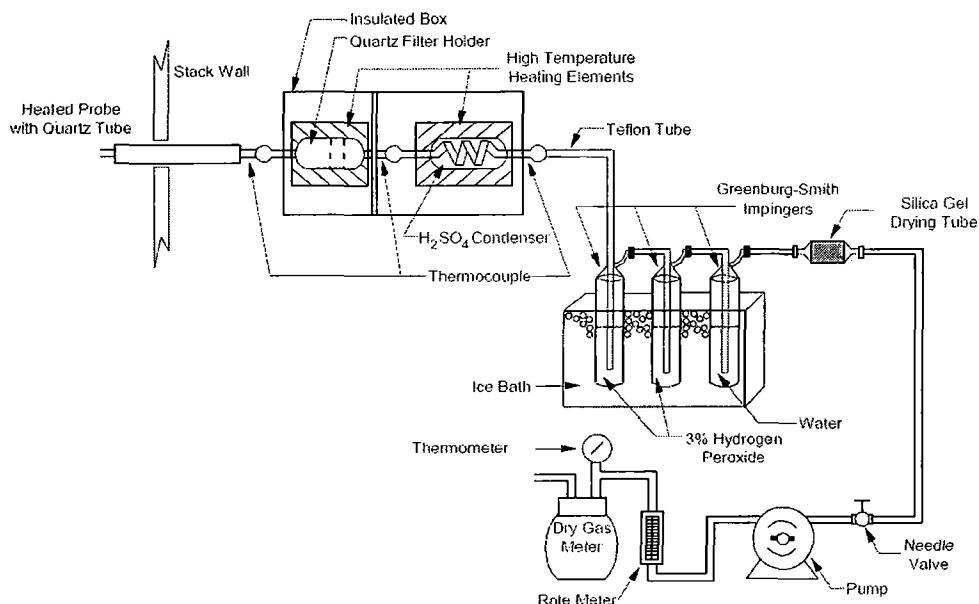 Insulated Box
Quartz Filter Holder
High Temperature
Heating Elements
Stack Wall
Heated Probe
with Quartz Tube
Teflon Tube
Greenburg-Smith
Impingers
Silica Gel
Drying Tube
H₂SO₄ Condenser
Thermocouple
Ice Bath
Water
3% Hydrogen
Peroxide
Thermometer
Dry Gas
Meter
Needle
Valve
Pump
Rate Meter